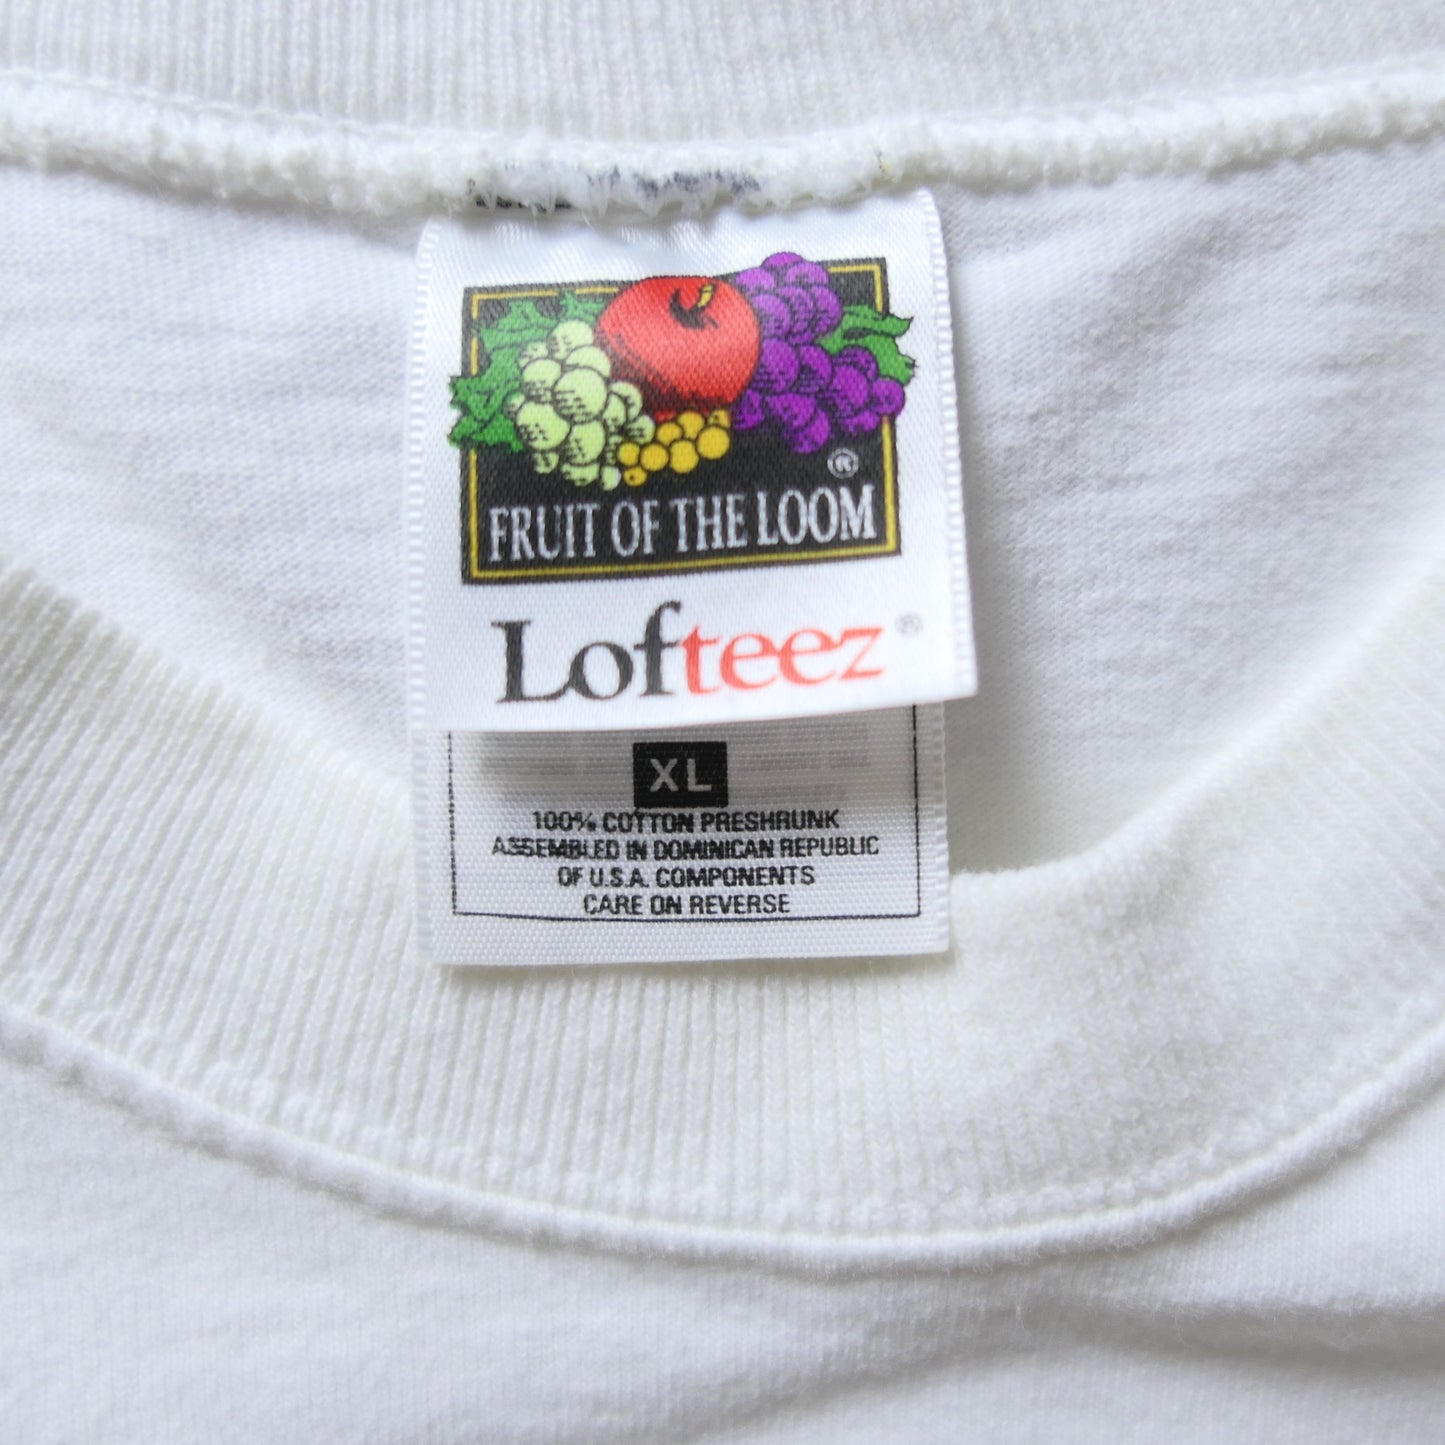 ®
FRUIT OF THE LOOM
Lofteez ®
XL
100% COTTON PRESHRUNK
ASSEMBLED IN DOMINICAN REPUBLIC
OF U.S.A. COMPONENTS
CARE ON REVERSE